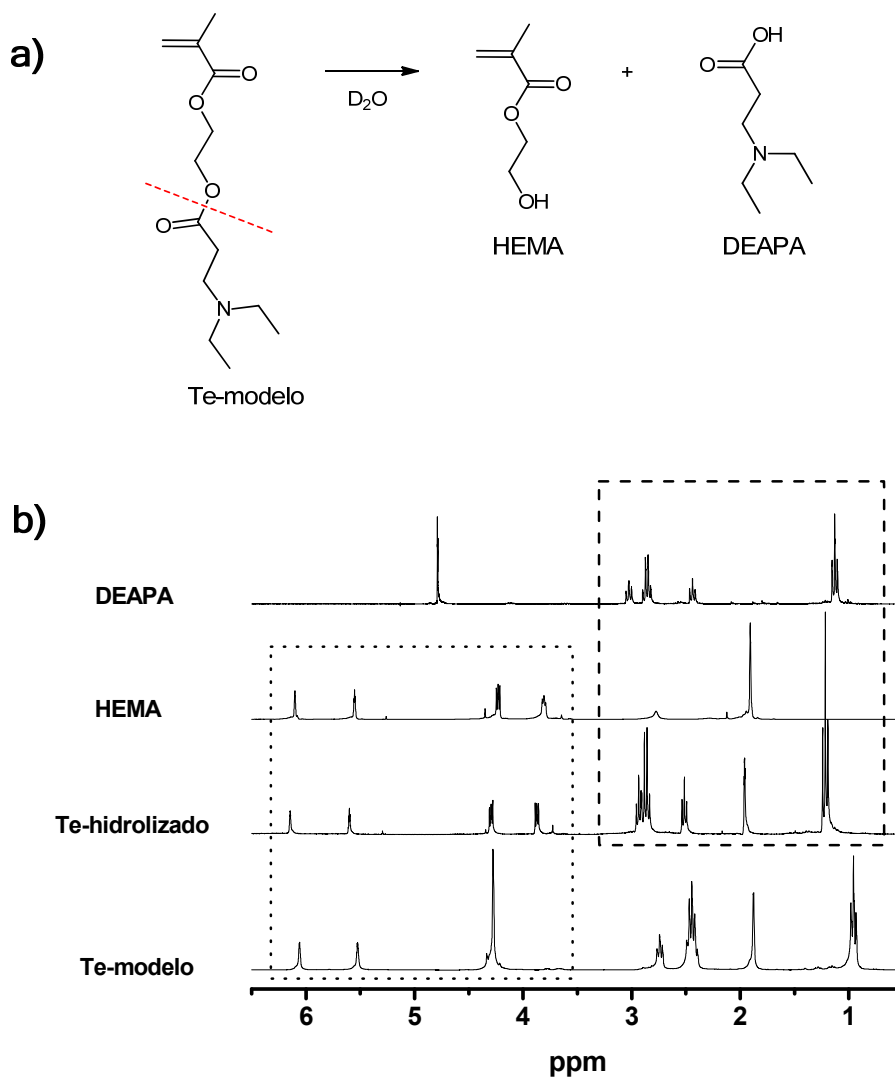 a)
O
O
O
O
N
Te-modelo
D₂O
O
O
OH
HEMA
+
OH
O
N
DEAPA
b)
DEAPA
HEMA
Te-hidrolizado
Te-modelo
6 5 4 3 2 1
ppm